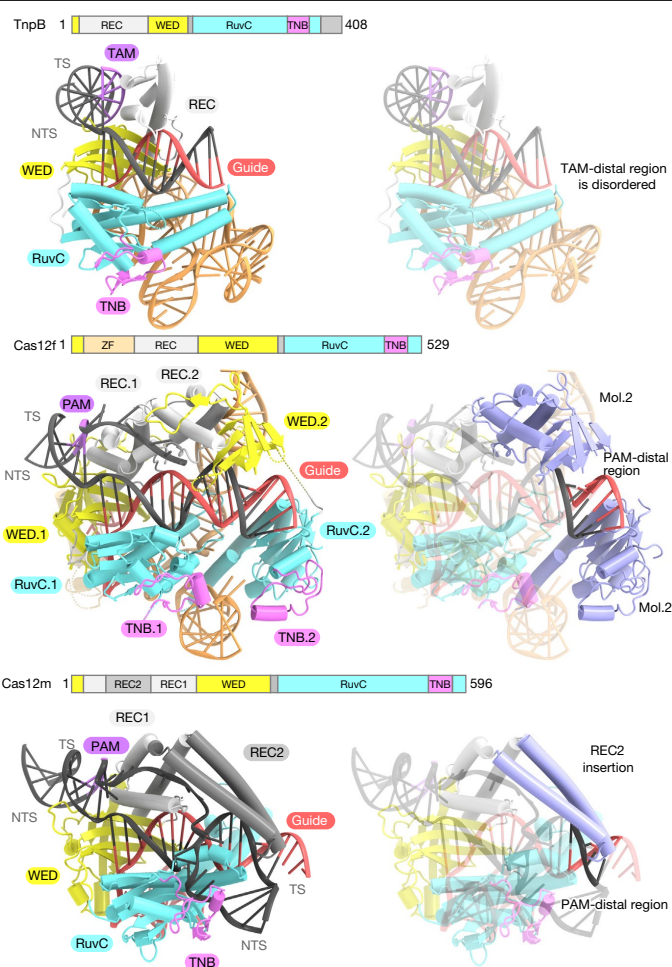 TnpB 1 REC WED RuvC TNB 408
TAM
TS
REC
NTS
WED
Guide
TAM-distal region
is disordered
RuvC
TNB
Cas12f 1 ZF REC WED RuvC TNB 529
REC.2
REC.1
Mol.2
PAM
TS
WED.2
NTS
Guide
PAM-distal
region
WED.1
RuvC.2
RuvC.1
Mol.2
TNB.1
TNB.2
Cas12m 1 REC2 REC1 WED RuvC TNB 596
REC1
TS PAM
REC2
REC2
insertion
NTS
Guide
WED
TS
PAM-distal region
RuvC
NTS
TNB